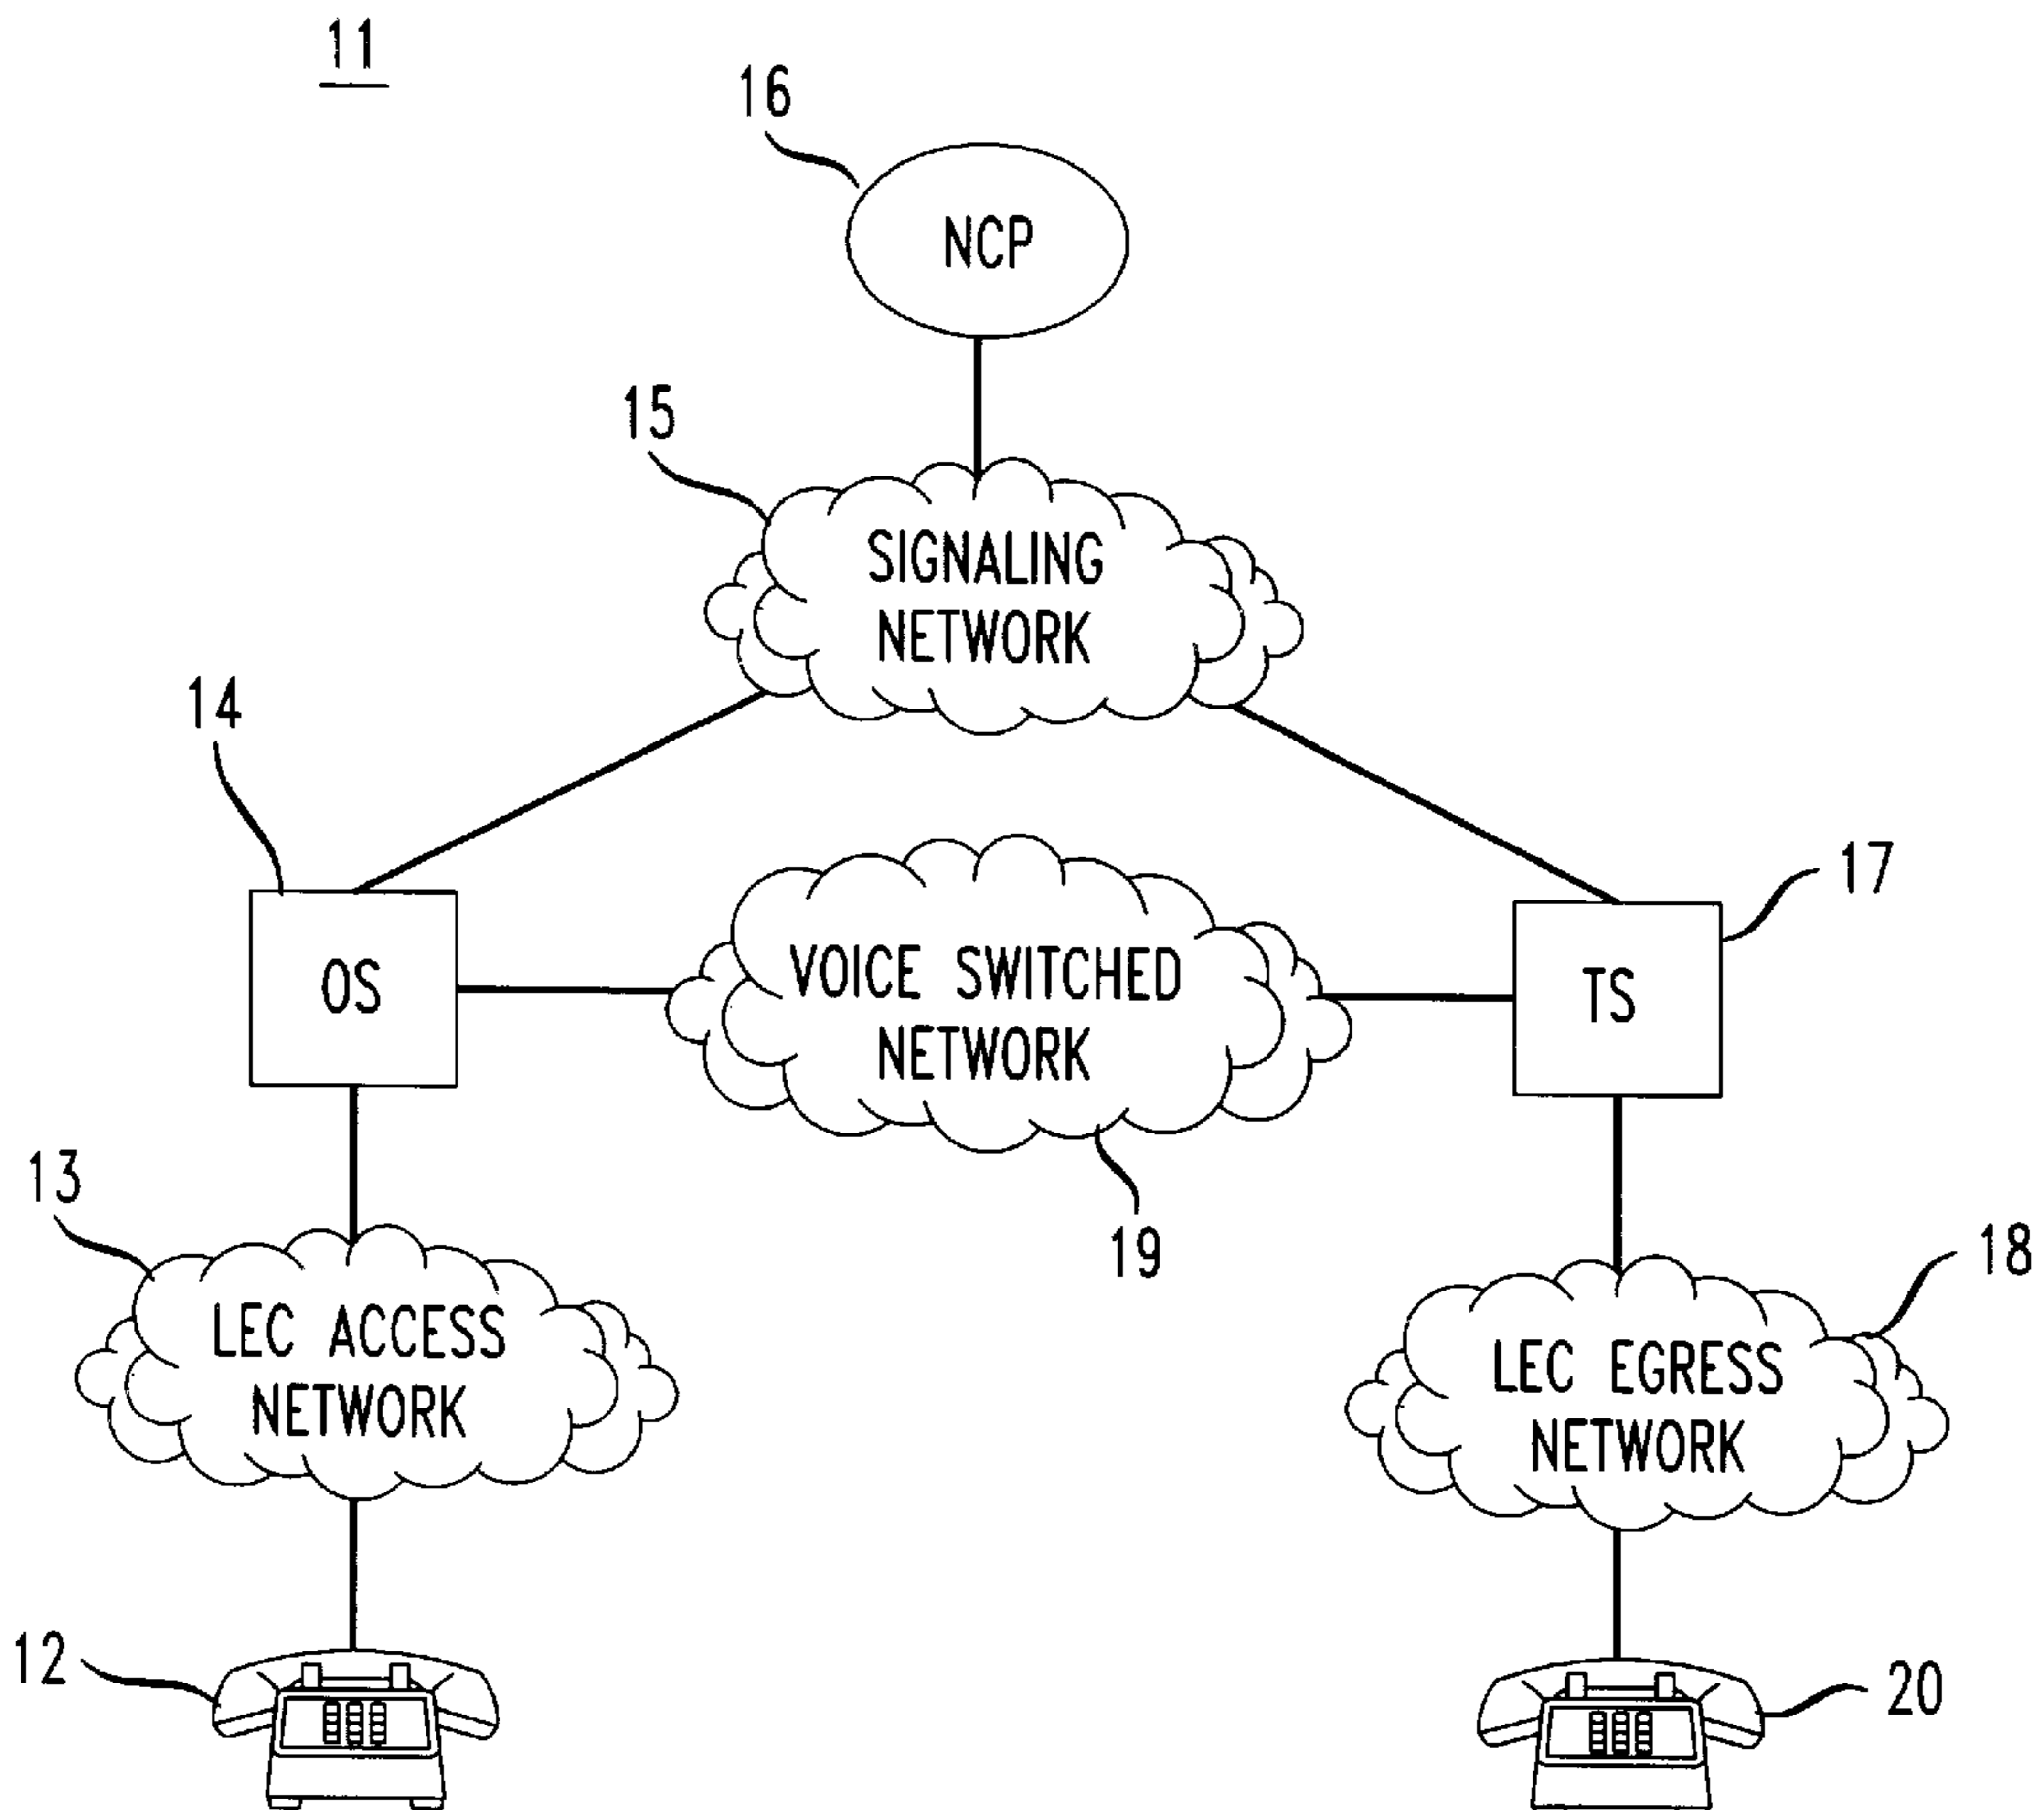 11
16
NCP
15
SIGNALING
NETWORK
14
17
OS
VOICE SWITCHED
NETWORK
TS
13
19
18
LEC ACCESS
NETWORK
LEC EGRESS
NETWORK
12
20